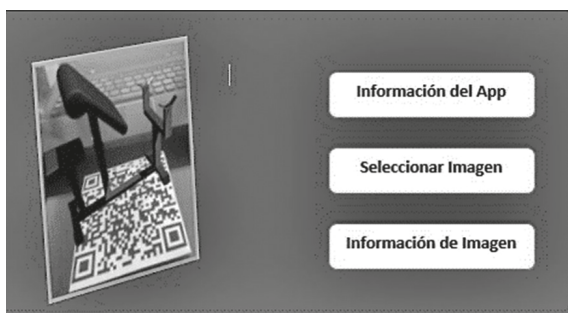 Información del App
Seleccionar Imagen
Información de Imagen